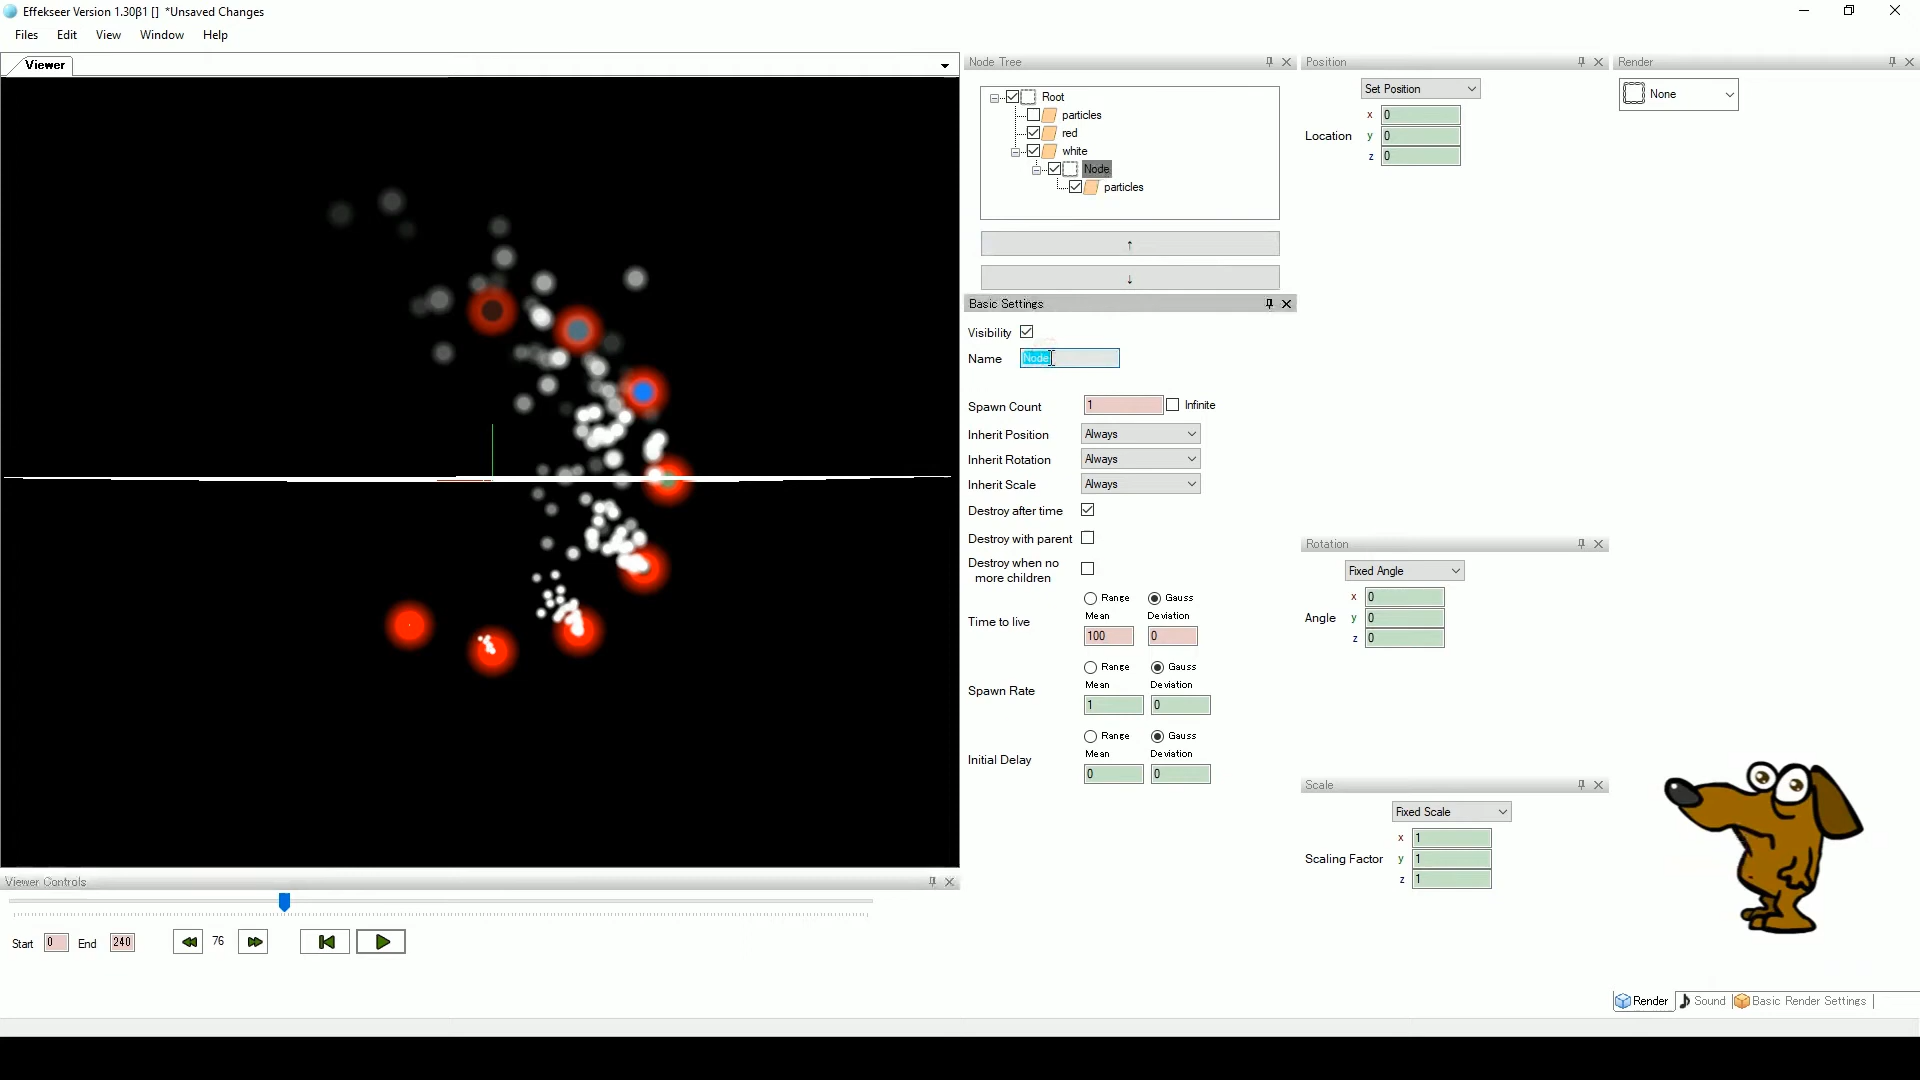 Effekseer Version 1.30β1 [] *Unsaved Changes
Files Edit View Window Help
Viewer
Node Tree
Root
particles
red
white
Node
particles
↑
↓
Basic Settings
Visibility
Name Node
Spawn Count 1 Infinite
Inherit Position Always
Inherit Rotation Always
Inherit Scale Always
Destroy after time
Destroy with parent
Destroy when no
more children
Range Gauss
Mean Deviation
Time to live
100 0
Range Gauss
Mean Deviation
Spawn Rate
1 0
Range Gauss
Mean Deviation
Initial Delay
0 0
Position
Set Position
x 0
Location y 0
z 0
Rotation
Fixed Angle
x 0
Angle y 0
z 0
Scale
Fixed Scale
x 1
Scaling Factor y 1
z 1
Render
None
Render Sound Basic Render Settings
Viewer Controls
Start 0 End 240 76